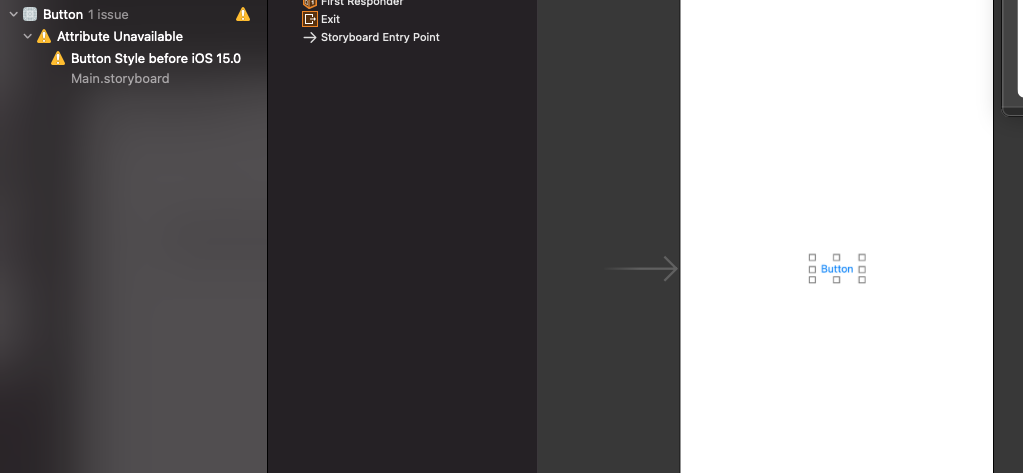 Button 1 issue
Attribute Unavailable
Button Style before iOS 15.0
Main.storyboard
First Responder
Exit
Storyboard Entry Point
Button